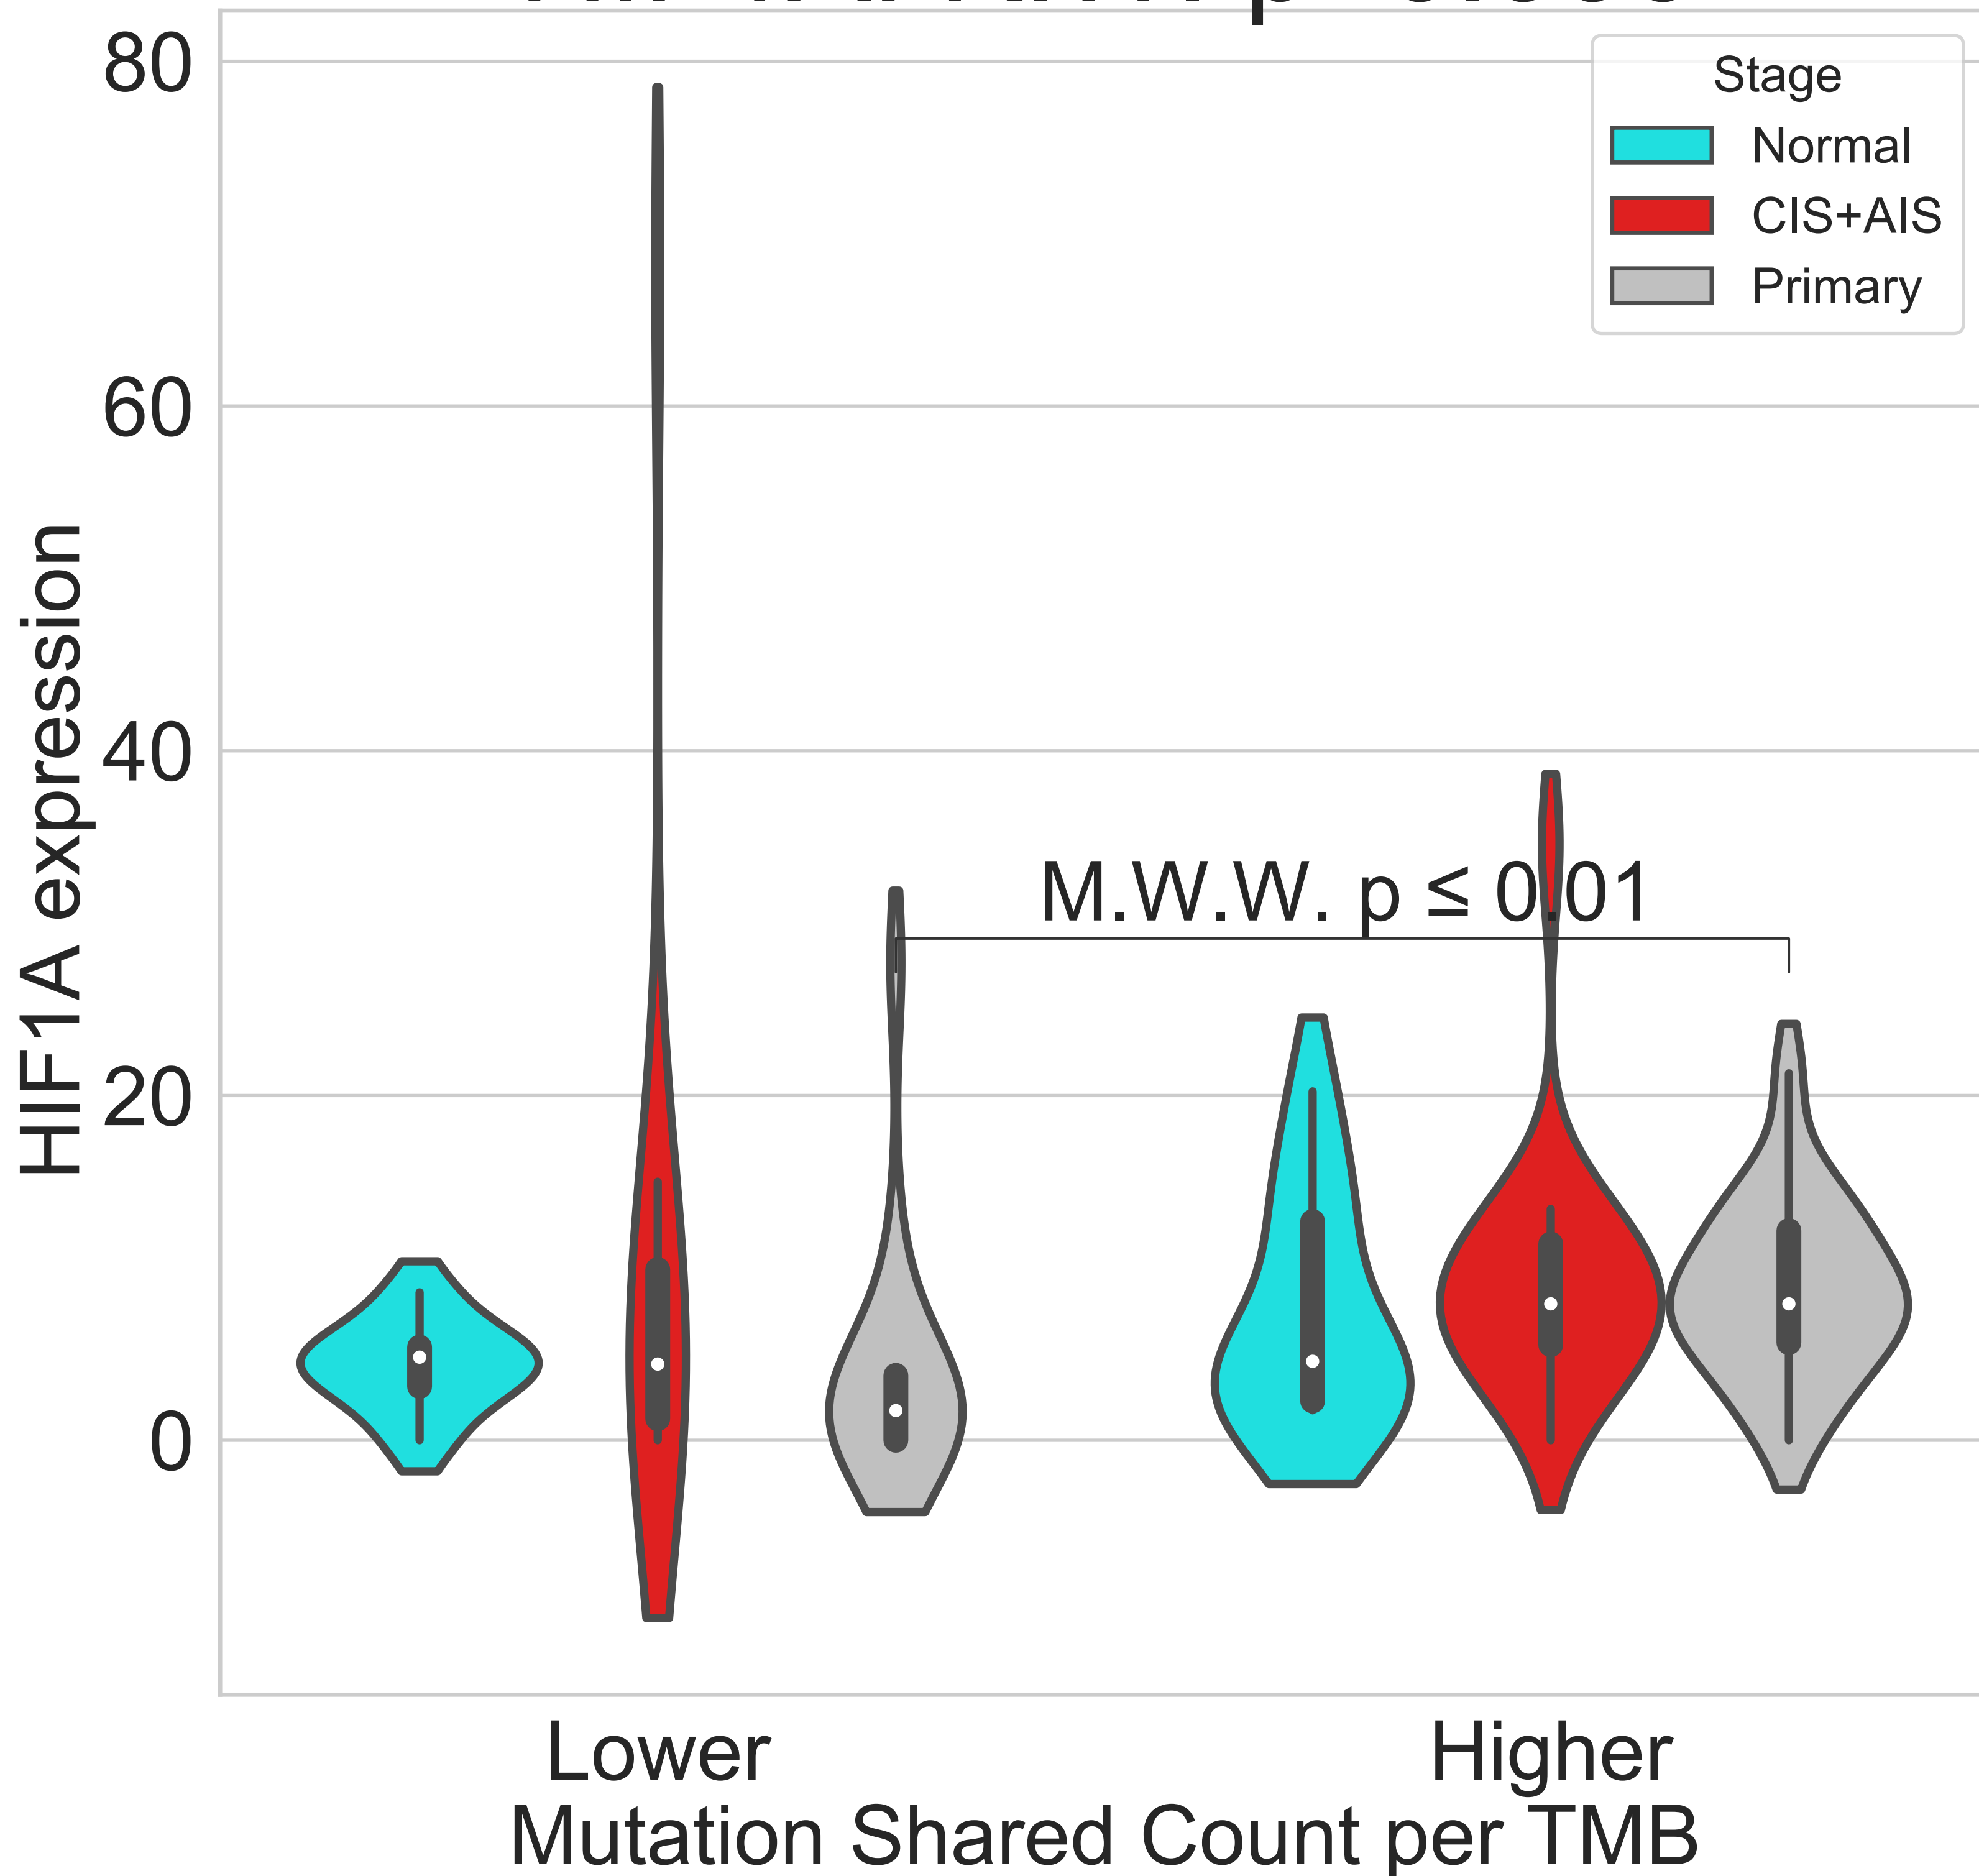 80
60
40
20
0
HIF1A expression
Stage
Normal
CIS+AIS
Primary
M.W.W. p ≤ 0.01
Lower
Higher
Mutation Shared Count per TMB